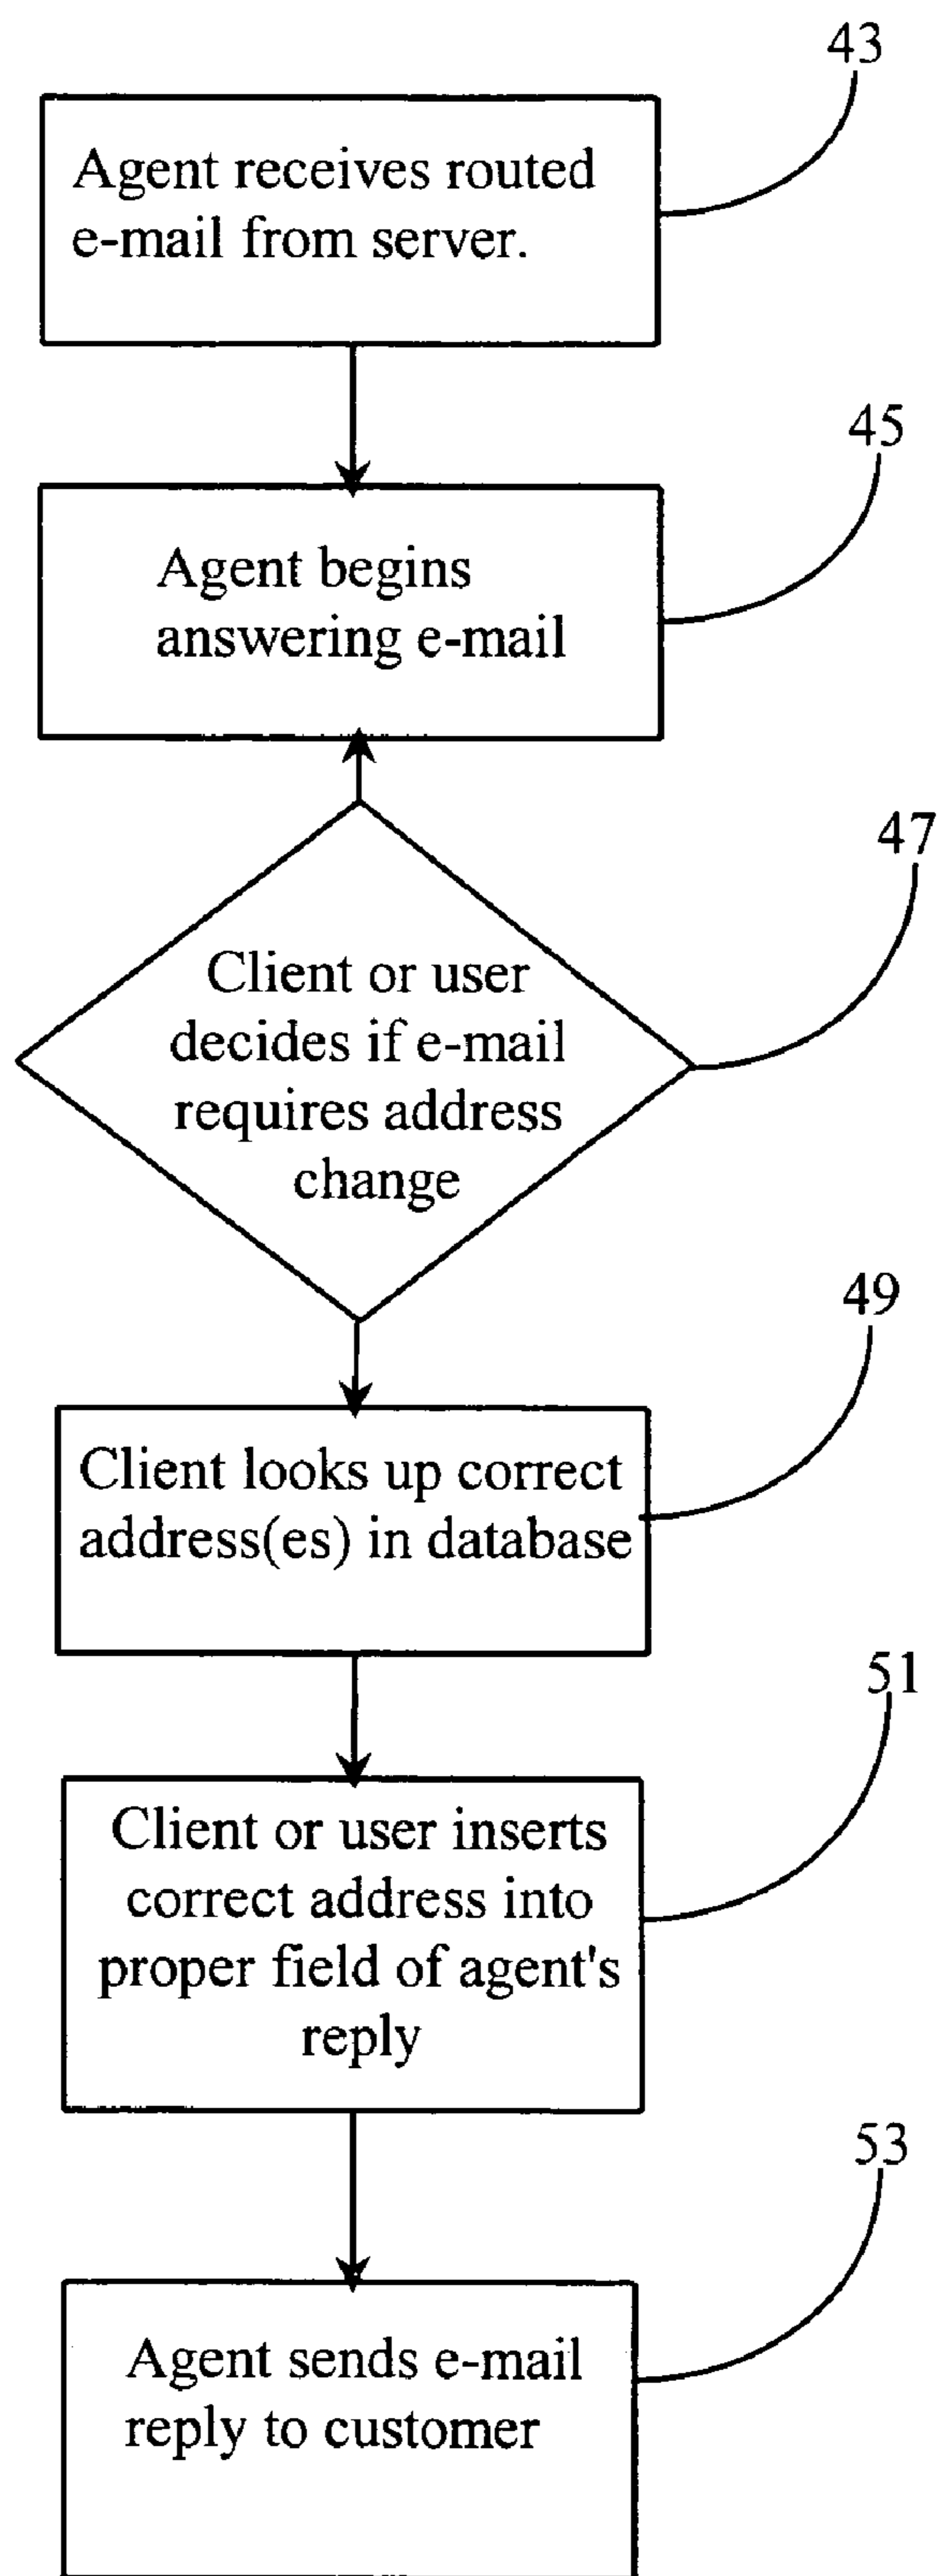 43
Agent receives routed
e-mail from server.
45
Agent begins
answering e-mail
47
Client or user
decides if e-mail
requires address
change
49
Client looks up correct
address(es) in database
51
Client or user inserts
correct address into
proper field of agent's
reply
53
Agent sends e-mail
reply to customer